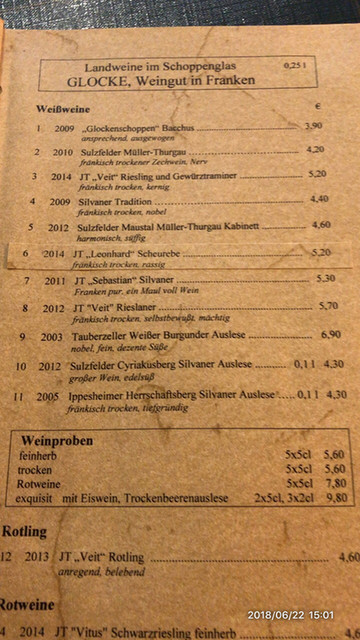 Landweine im Schoppenglas 0,25 l
GLOCKE, Weingut in Franken
Weißweine €
1 2009 „Glockenschoppen" Bacchus 3,90
ansprechend, ausgewogen
2 2010 Sulzfelder Müller-Thurgau 4,20
fränkisch trockener Zechwein, Nerv
3 2014 JT „Veit" Riesling und Gewürztraminer 5,20
fränkisch trocken, kernig
4 2009 Silvaner Tradition 4,40
fränkisch trocken, nobel
5 2012 Sulzfelder Maustal Müller-Thurgau Kabinett 4,60
harmonisch, süffig
6 2014 JT „Leonhard" Scheurebe 5,20
fränkisch trocken, rassig
7 2011 JT „Sebastian" Silvaner 5,30
Franken pur, ein Maul voll Wein
8 2012 JT "Veit" Rieslaner 5,70
fränkisch trocken, selbstbewußt, mächtig
9 2003 Tauberzeller Weißer Burgunder Auslese 6,90
nobel, fein, dezente Süße
10 2012 Sulzfelder Cyriakusberg Silvaner Auslese 0,1 l 4,30
großer Wein, edelsüß
11 2005 Ippesheimer Herrschaftsberg Silvaner Auslese 0,1 l 4,30
fränkisch trocken, tiefgründig
Weinproben
feinherb 5x5cl 5,60
trocken 5x5cl 5,60
Rotweine 5x5cl 7,80
exquisit mit Eiswein, Trockenbeerenauslese 2x5cl, 3x2cl 9,80
Rotling
12 2013 JT „Veit" Rotling 4,60
anregend, belebend
Rotweine
4 2014 JT "Vitus" Schwarzriesling feinherb
2018/06/22 15:01